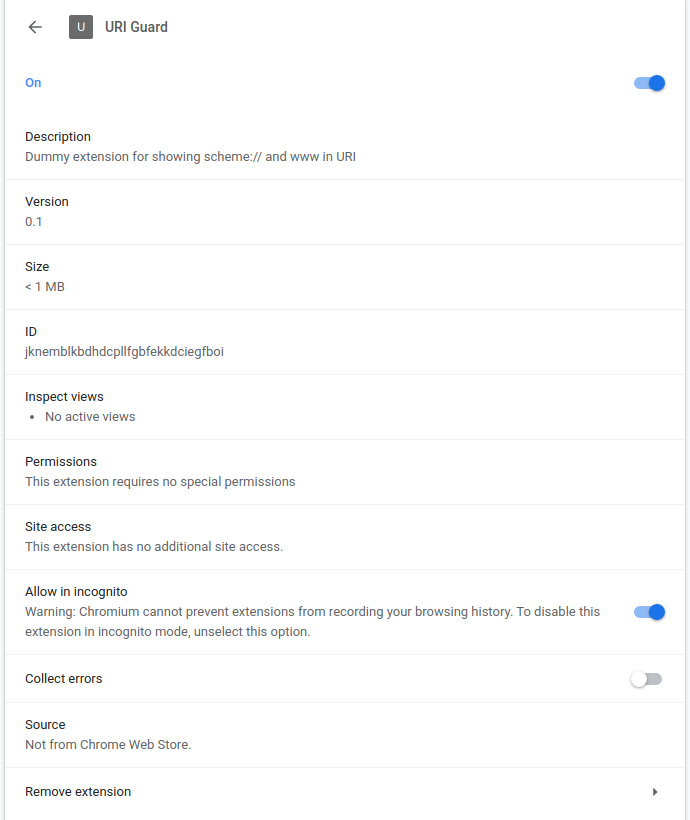 U URI Guard
On
Description
Dummy extension for showing scheme:// and www in URI
Version
0.1
Size
< 1 MB
ID
jknemblkbdhdcpllfgbfekkdciegfboi
Inspect views
• No active views
Permissions
This extension requires no special permissions
Site access
This extension has no additional site access.
Allow in incognito
Warning: Chromium cannot prevent extensions from recording your browsing history. To disable this
extension in incognito mode, unselect this option.
Collect errors
Source
Not from Chrome Web Store.
Remove extension